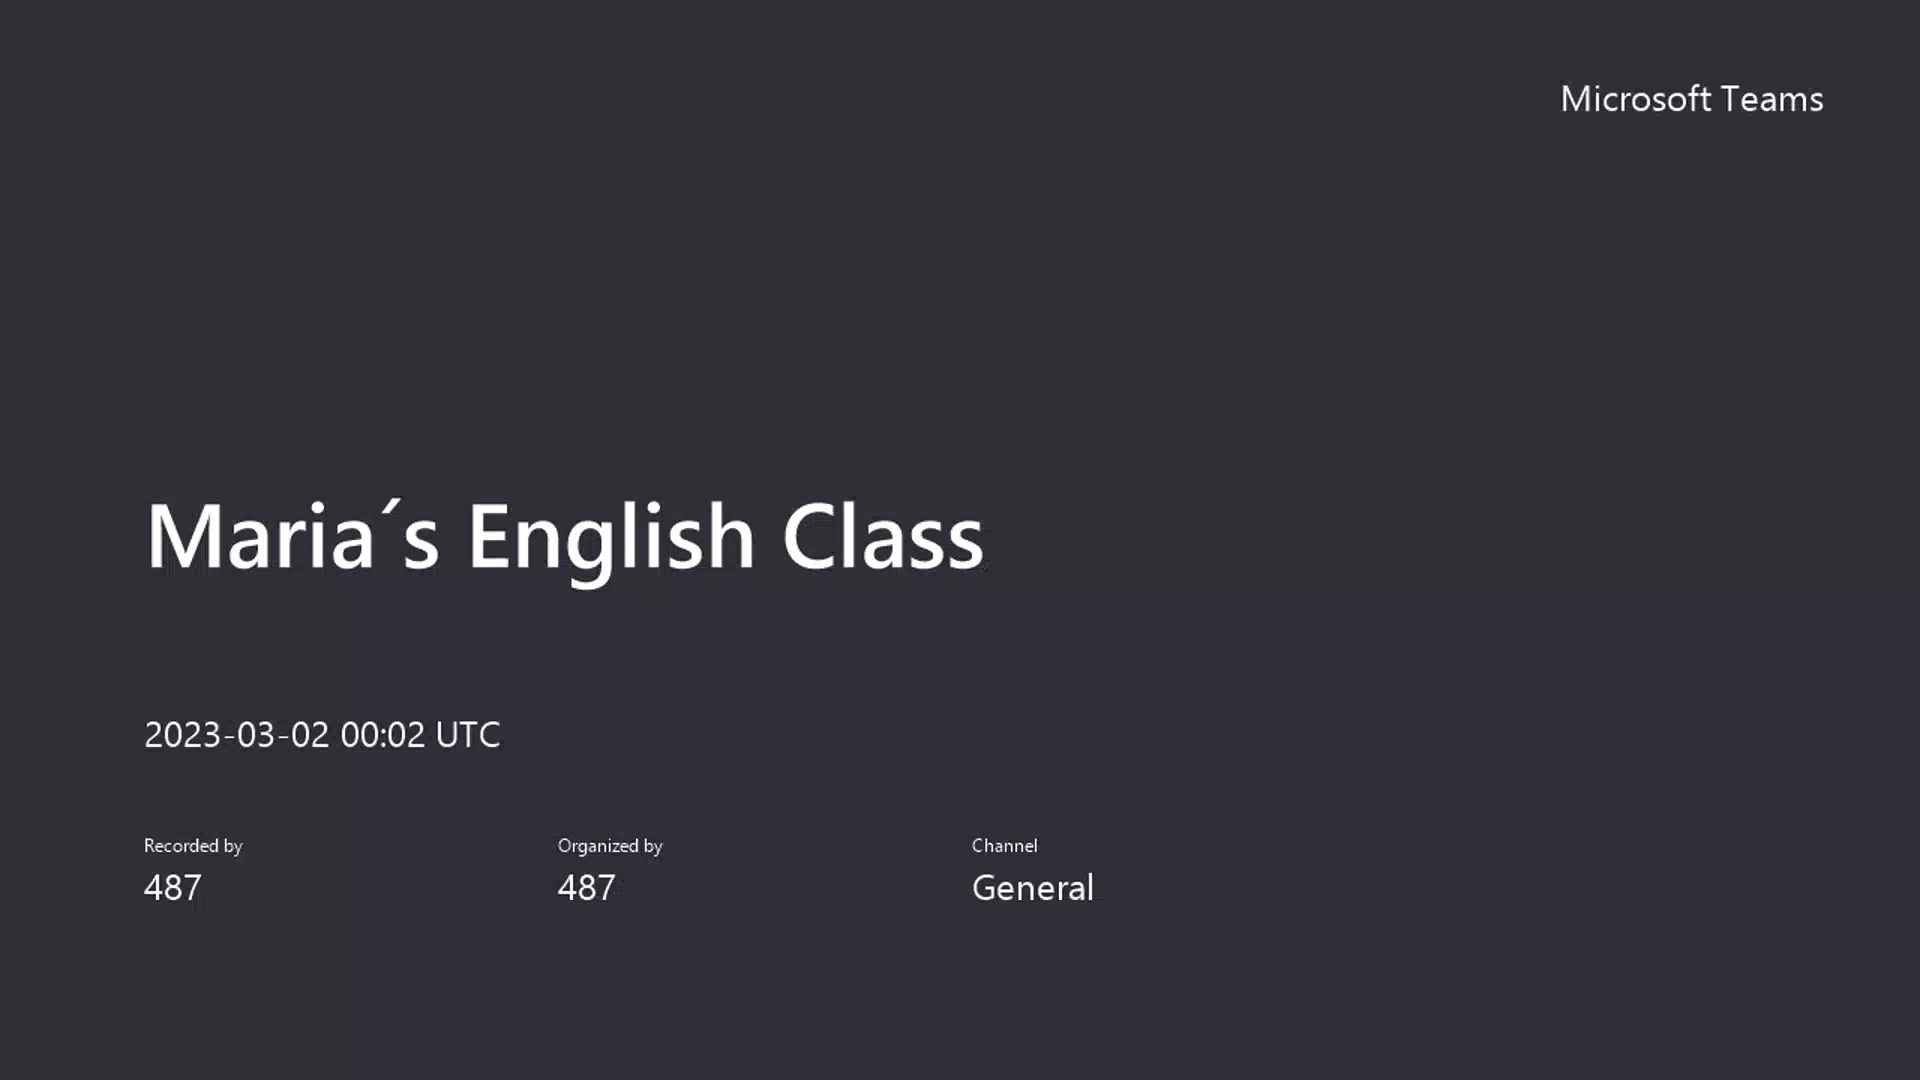 Microsoft Teams
Maria´s English Class
2023-03-02 00:02 UTC
Recorded by
487
Organized by
487
Channel
General